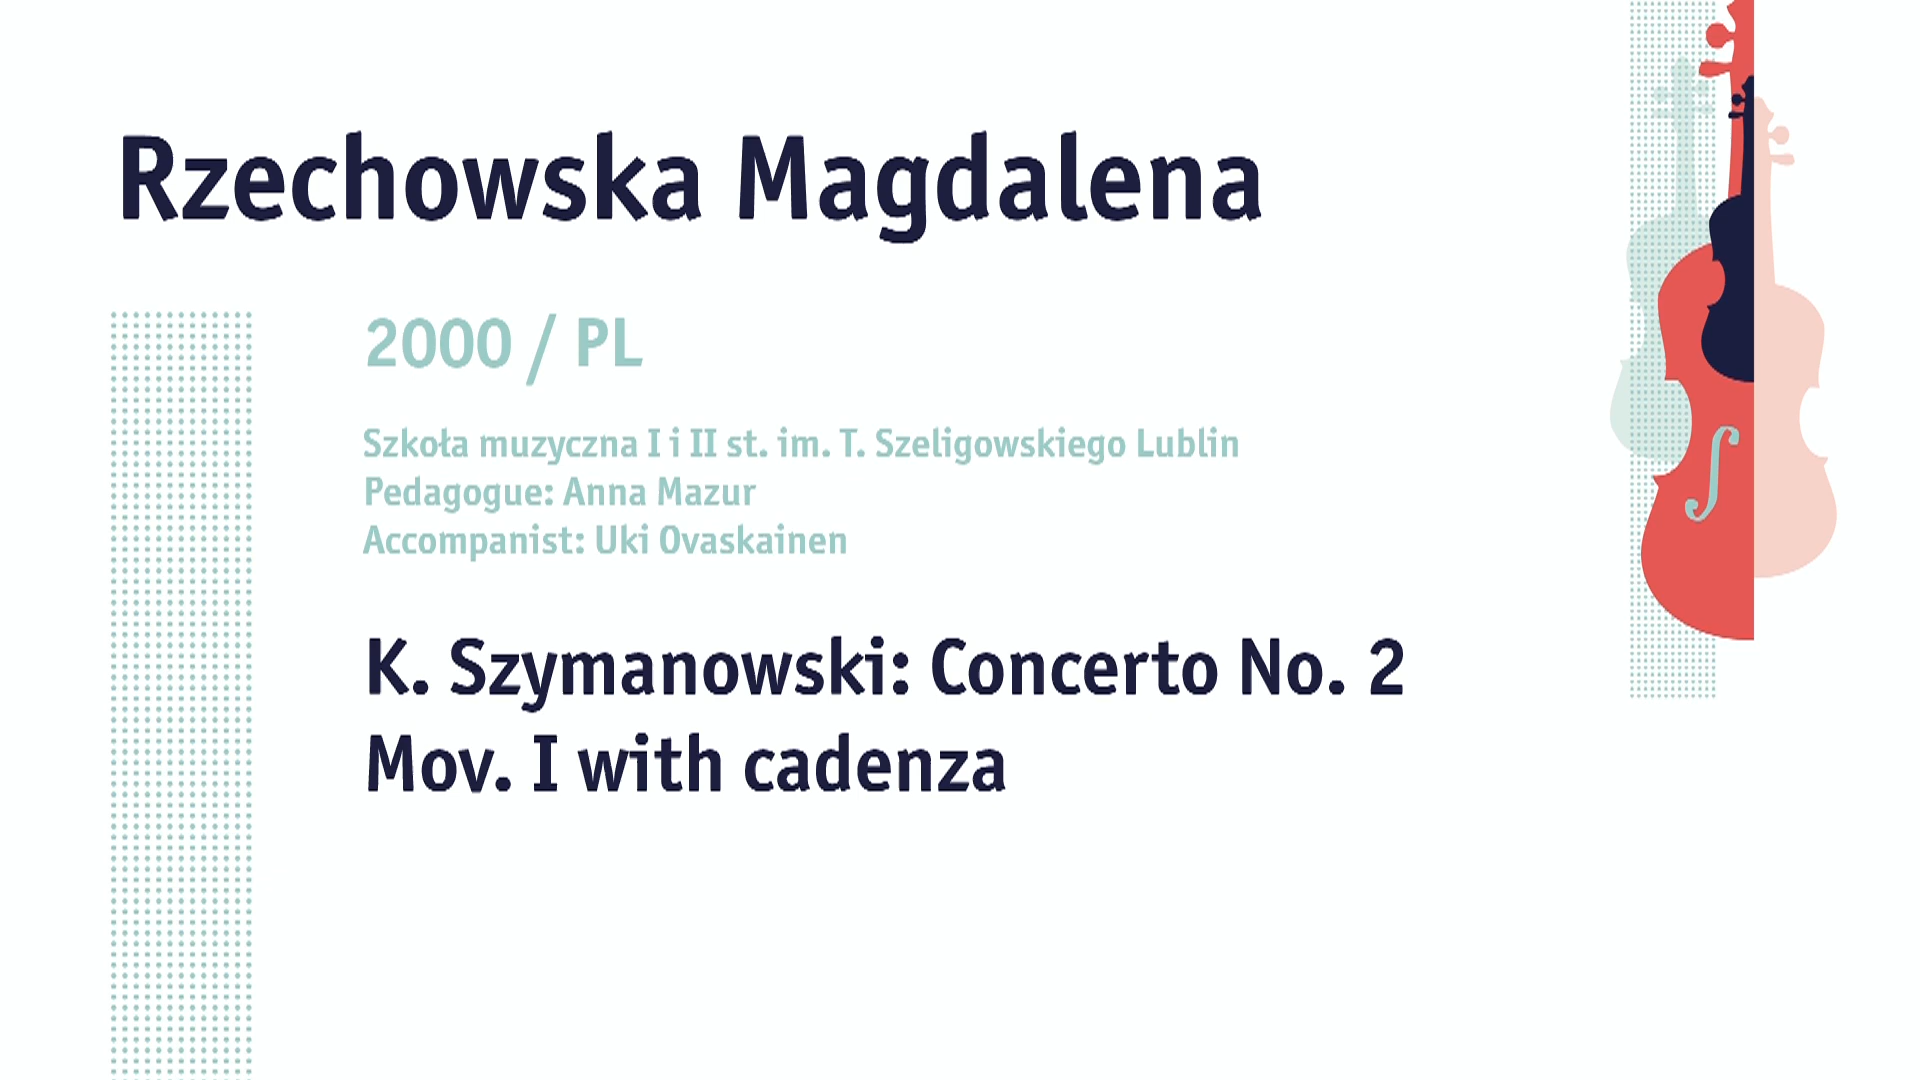 Rzechowska Magdalena
2000 / PL
Szkoła muzyczna I i II st. im. T. Szeligowskiego Lublin
Pedagogue: Anna Mazur
Accompanist: Uki Ovaskainen
K. Szymanowski: Concerto No. 2
Mov. I with cadenza